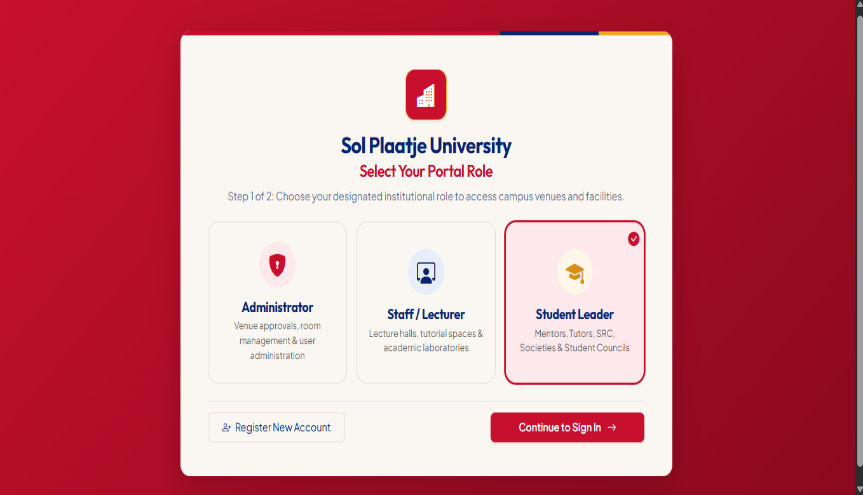 Sol Plaatje University
Select Your Portal Role
Step 1 of 2: Choose your designated institutional role to access campus venues and facilities.
Administrator
Venue approvals, room
management & user
administration
Staff / Lecturer
Lecture halls, tutorial spaces &
academic laboratories
Student Leader
Mentors, Tutors, SRC,
Societies & Student Councils
Register New Account
Continue to Sign In →